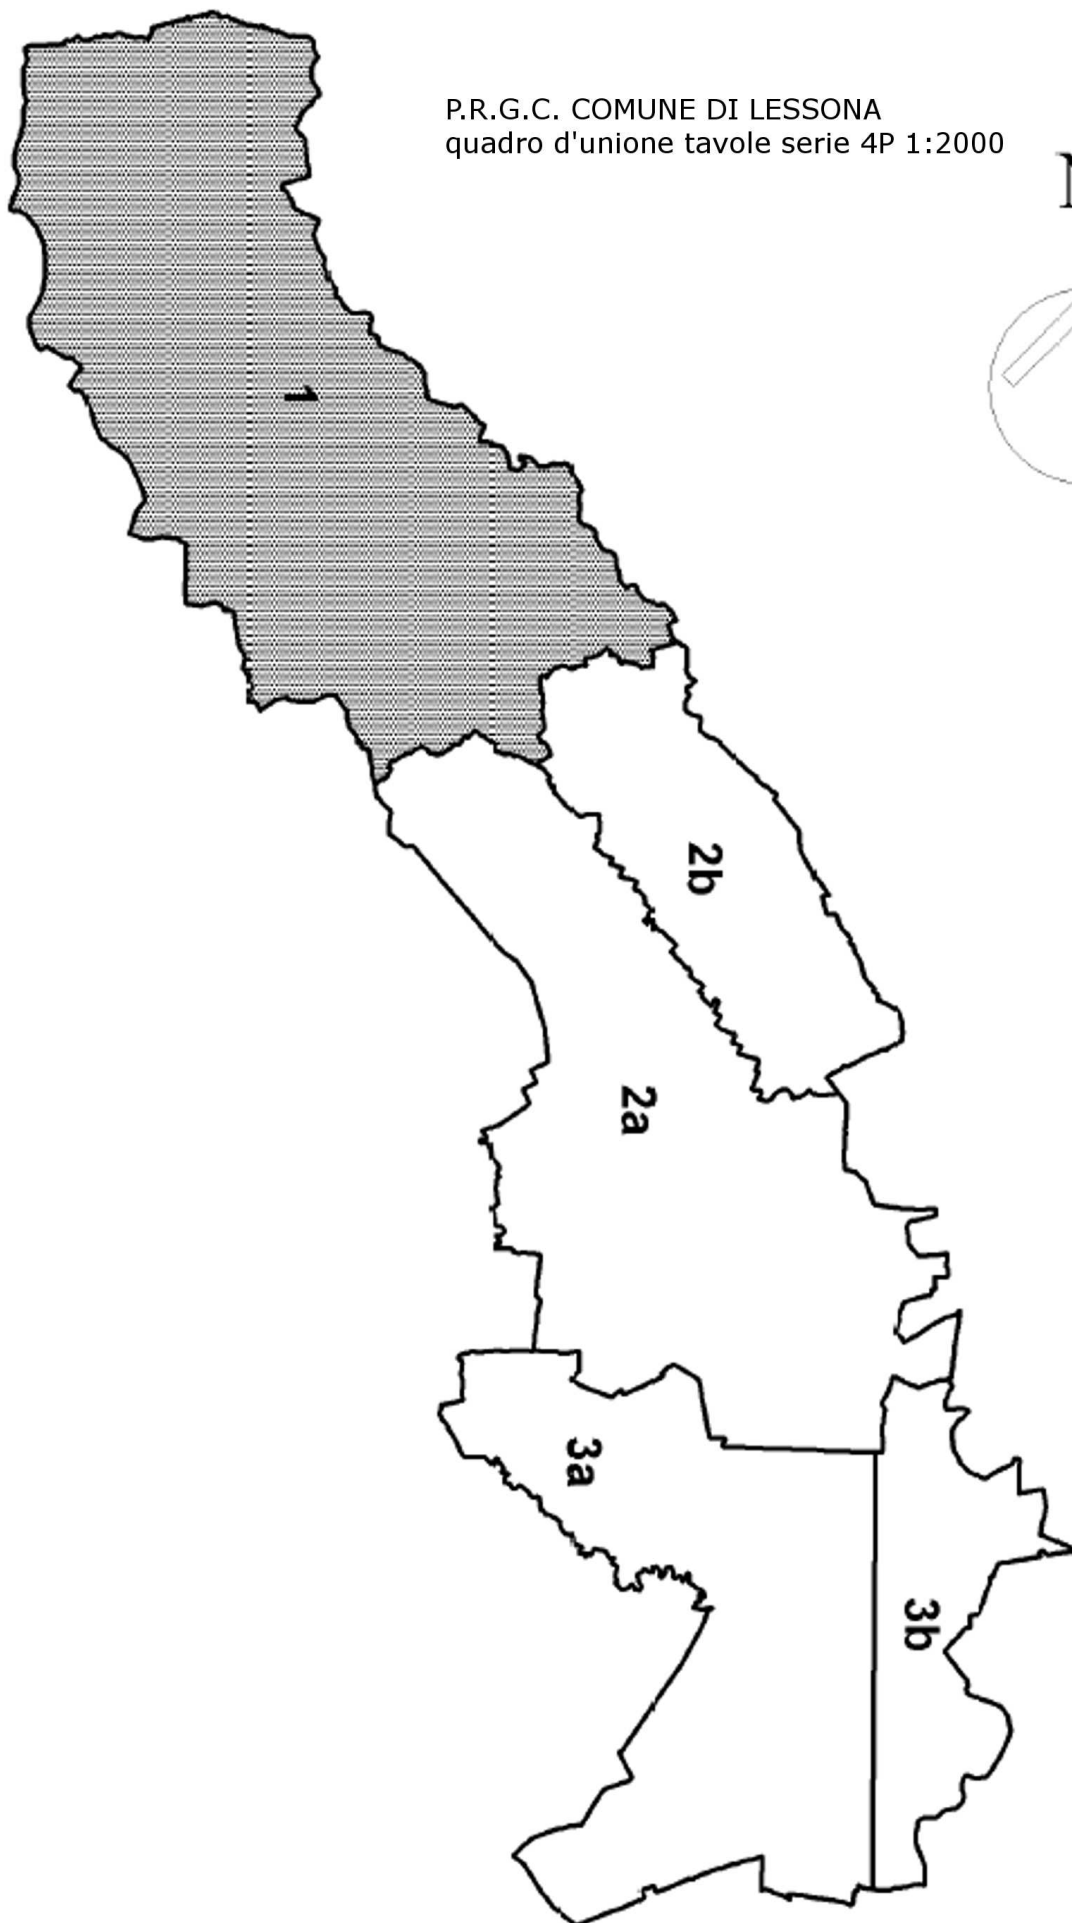 P.R.G.C. COMUNE DI LESSONA
quadro d'unione tavole serie 4P 1:2000
1
2b
2a
3a
3b